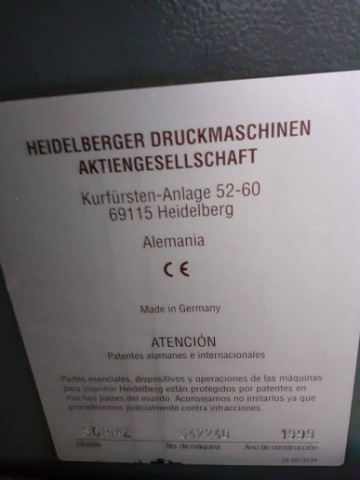 HEIDELBERGER DRUCKMASCHINEN
AKTIENGESELLSCHAFT
Kurfürsten-Anlage 52-60
69115 Heidelberg
Alemania
CE
Made in Germany
ATENCIÓN
Patentes alemanes e internacionales
Partes esenciales, dispositivos y operaciones de las máquinas
para imprimir Heidelberg están protegidos por patentes en
muchos países del mundo. Aconsejamos no imitarlos ya que
procederemos judicialmente contra infracciones.
542240 1999
Modelo No. de máquina Año de construcción